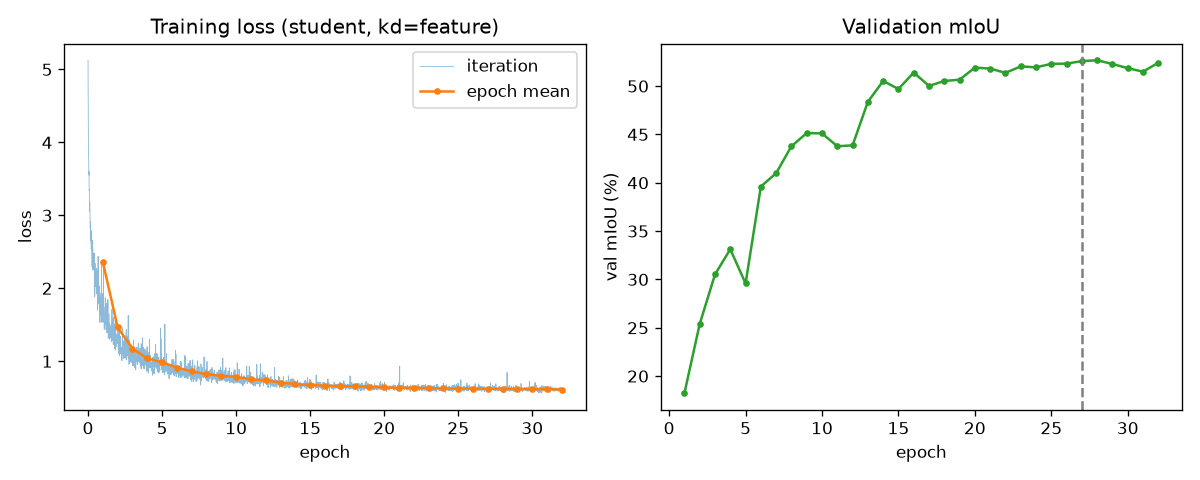 Training loss (student, kd=feature)
iteration
epoch mean
5
4
3
2
1
loss
0 5 10 15 20 25 30
epoch
Validation mIoU
50
45
40
35
30
25
20
val mIoU (%)
0 5 10 15 20 25 30
epoch